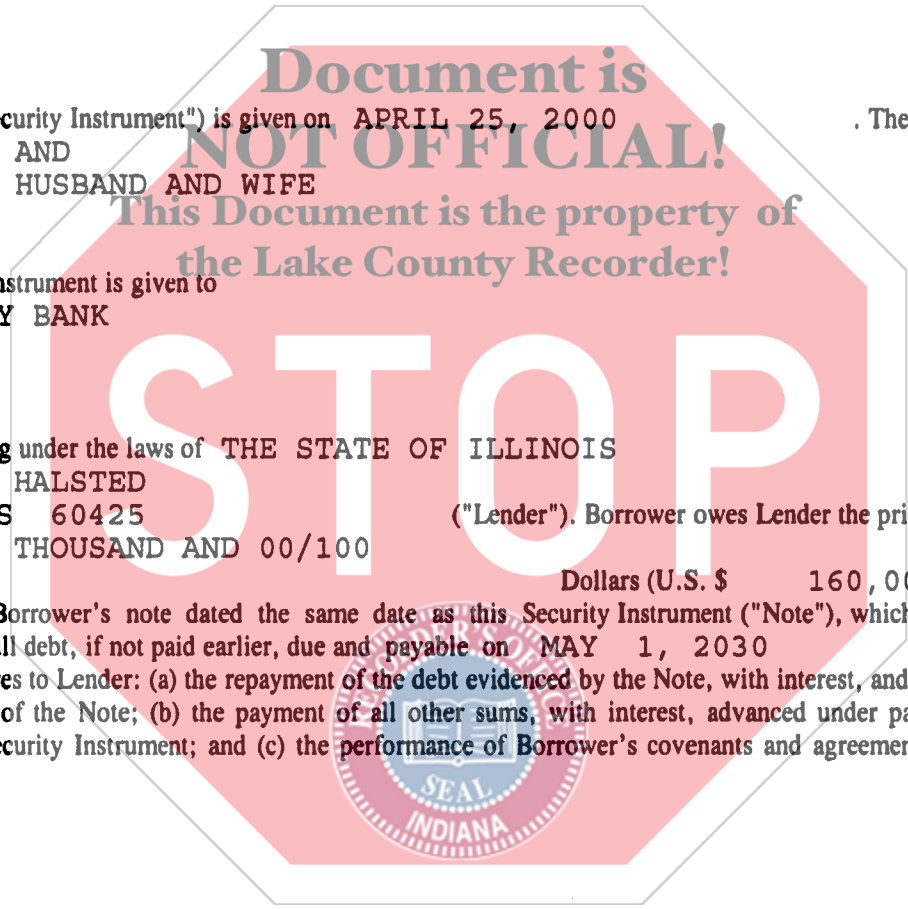 Document is
curity Instrument") is given on APRIL 25, 2000 . The
AND
NOT OFFICIAL!
HUSBAND AND WIFE
This Document is the property of
the Lake County Recorder!
nstrument is given to
Y BANK
STOP
g under the laws of THE STATE OF ILLINOIS
HALSTED
S 60425 ("Lender"). Borrower owes Lender the pri
THOUSAND AND 00/100
Dollars (U.S. $ 160,00
Borrower's note dated the same date as this Security Instrument ("Note"), which
ll debt, if not paid earlier, due and payable on MAY 1, 2030
es to Lender: (a) the repayment of the debt evidenced by the Note, with interest, and
of the Note; (b) the payment of all other sums, with interest, advanced under pa
ecurity Instrument; and (c) the performance of Borrower's covenants and agreemen
RECORDER'S OFFICE
SEAL
INDIANA